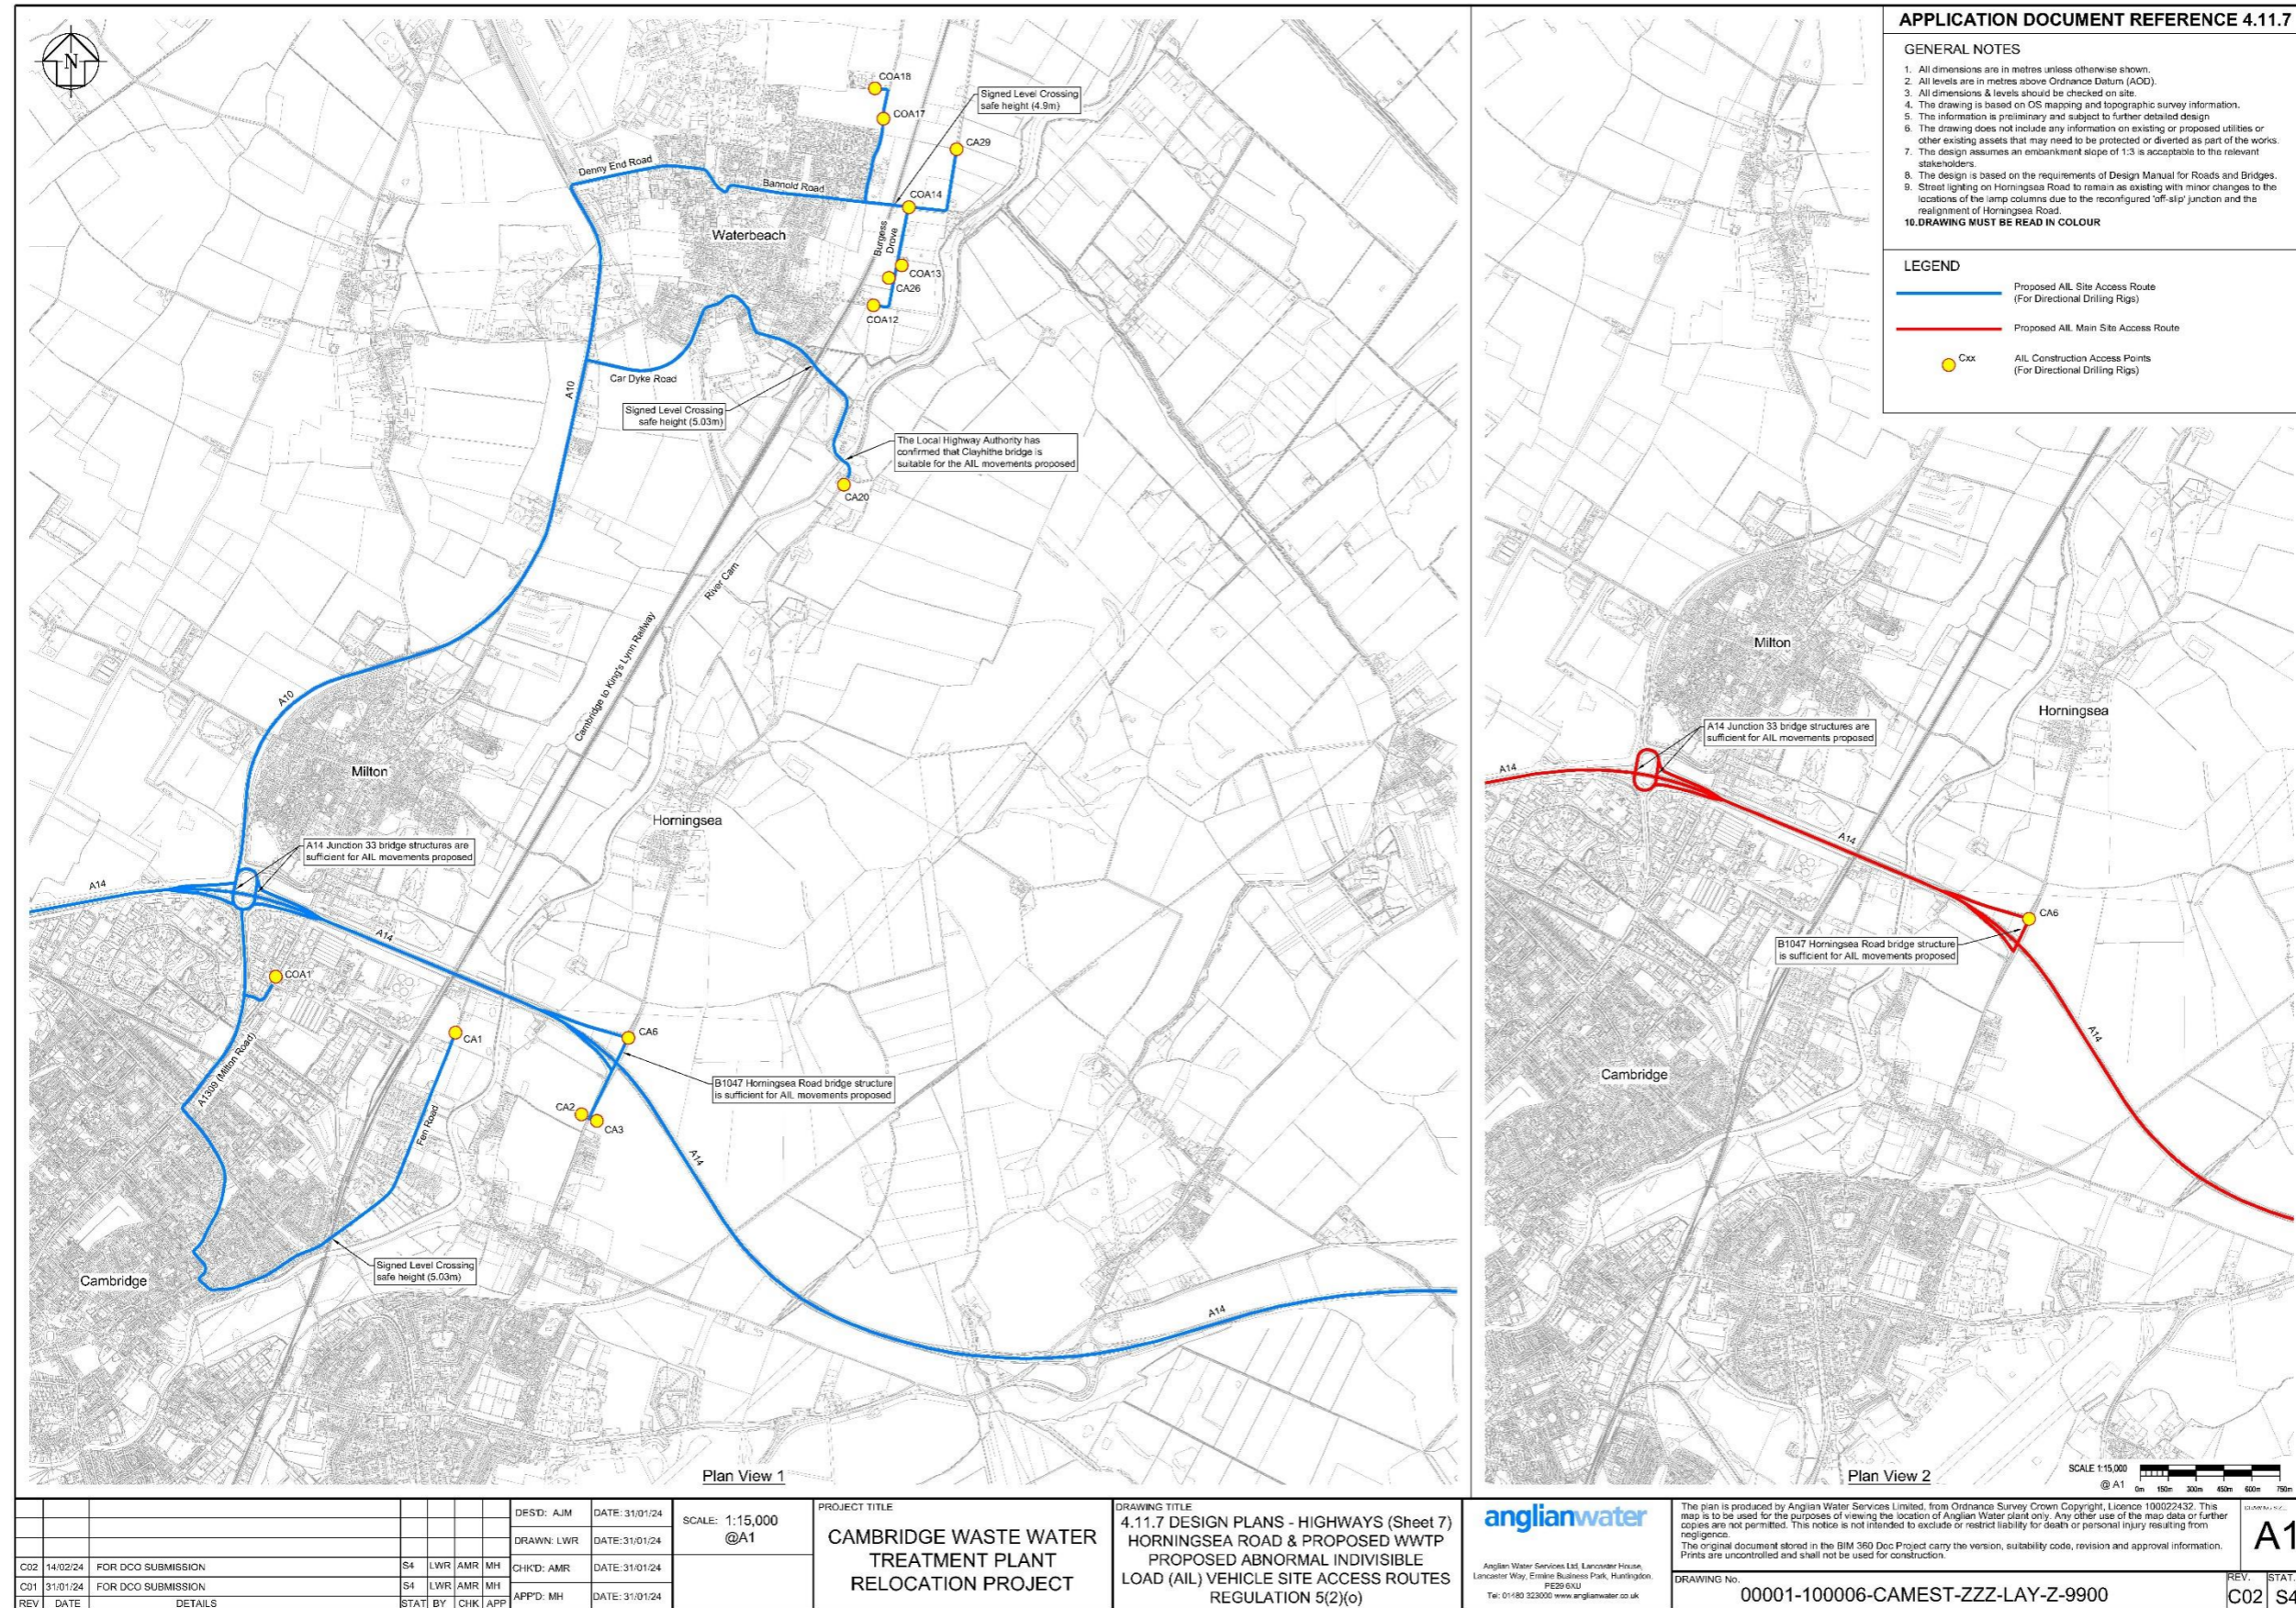 N
COA18
COA17
Signed Level Crossing
safe height (4.9m)
CA29
Denny End Road
Bannold Road
COA14
Waterbeach
Burgess
Drove
COA13
CA26
COA12
Car Dyke Road
A10
Signed Level Crossing
safe height (5.03m)
The Local Highway Authority has
confirmed that Clayhithe bridge is
suitable for the AIL movements proposed
CA20
River Cam
Cambridge to King's Lynn Railway
A10
Milton
Horningsea
A14 Junction 33 bridge structures are
sufficient for AIL movements proposed
A14
A14
COA1
CA1
CA6
A1309 (Milton Road)
Fen Road
B1047 Horningsea Road bridge structure
is sufficient for AIL movements proposed
CA2
CA3
A14
Signed Level Crossing
safe height (5.03m)
Cambridge
A14
Plan View 1
Milton
Horningsea
A14 Junction 33 bridge structures are
sufficient for AIL movements proposed
A14
A14
CA6
B1047 Horningsea Road bridge structure
is sufficient for AIL movements proposed
A14
Cambridge
Plan View 2
SCALE 1:15,000
@ A1
0m 150m 300m 450m 600m 750m
APPLICATION DOCUMENT REFERENCE 4.11.7
GENERAL NOTES
1. All dimensions are in metres unless otherwise shown.
2. All levels are in metres above Ordnance Datum (AOD).
3. All dimensions & levels should be checked on site.
4. The drawing is based on OS mapping and topographic survey information.
5. The information is preliminary and subject to further detailed design
6. The drawing does not include any information on existing or proposed utilities or
other existing assets that may need to be protected or diverted as part of the works.
7. The design assumes an embankment slope of 1:3 is acceptable to the relevant
stakeholders.
8. The design is based on the requirements of Design Manual for Roads and Bridges.
9. Street lighting on Horningsea Road to remain as existing with minor changes to the
locations of the lamp columns due to the reconfigured 'off-slip' junction and the
realignment of Horningsea Road.
10.DRAWING MUST BE READ IN COLOUR
LEGEND
Proposed AIL Site Access Route
(For Directional Drilling Rigs)
Proposed AIL Main Site Access Route
Cxx
AIL Construction Access Points
(For Directional Drilling Rigs)
C02 14/02/24 FOR DCO SUBMISSION S4 LWR AMR MH
C01 31/01/24 FOR DCO SUBMISSION S4 LWR AMR MH
REV DATE DETAILS STAT BY CHK APP
DES'D: AJM DATE: 31/01/24
DRAWN: LWR DATE: 31/01/24
CHK'D: AMR DATE: 31/01/24
APP'D: MH DATE: 31/01/24
SCALE: 1:15,000
@A1
PROJECT TITLE
CAMBRIDGE WASTE WATER
TREATMENT PLANT
RELOCATION PROJECT
DRAWING TITLE
4.11.7 DESIGN PLANS - HIGHWAYS (Sheet 7)
HORNINGSEA ROAD & PROPOSED WWTP
PROPOSED ABNORMAL INDIVISIBLE
LOAD (AIL) VEHICLE SITE ACCESS ROUTES
REGULATION 5(2)(o)
anglianwater
Anglian Water Services Ltd, Lancaster House,
Lancaster Way, Ermine Business Park, Huntingdon,
PE29 6XU
Tel: 01480 323000 www.anglianwater.co.uk
The plan is produced by Anglian Water Services Limited, from Ordnance Survey Crown Copyright, Licence 100022432. This
map is to be used for the purposes of viewing the location of Anglian Water plant only. Any other use of the map data or further
copies are not permitted. This notice is not intended to exclude or restrict liability for death or personal injury resulting from
negligence.
The original document stored in the BIM 360 Doc Project carry the version, suitability code, revision and approval information.
Prints are uncontrolled and shall not be used for construction.
A1
DRAWING No.
00001-100006-CAMEST-ZZZ-LAY-Z-9900
REV.
C02
STAT.
S4